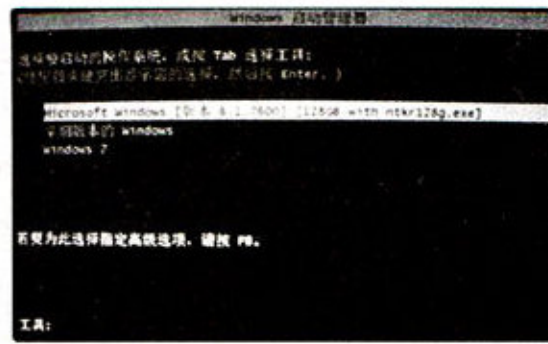 Windows 启动管理器
选择要启动的操作系统，或按 Tab 选择工具:
(使用箭头键突出显示您的选择，然后按 Enter。)
Microsoft Windows [版本 6.1.7600] [128GB with ntkr128g.exe]
早期版本的 Windows
Windows 7
若要为此选择指定高级选项，请按 F8。
工具: